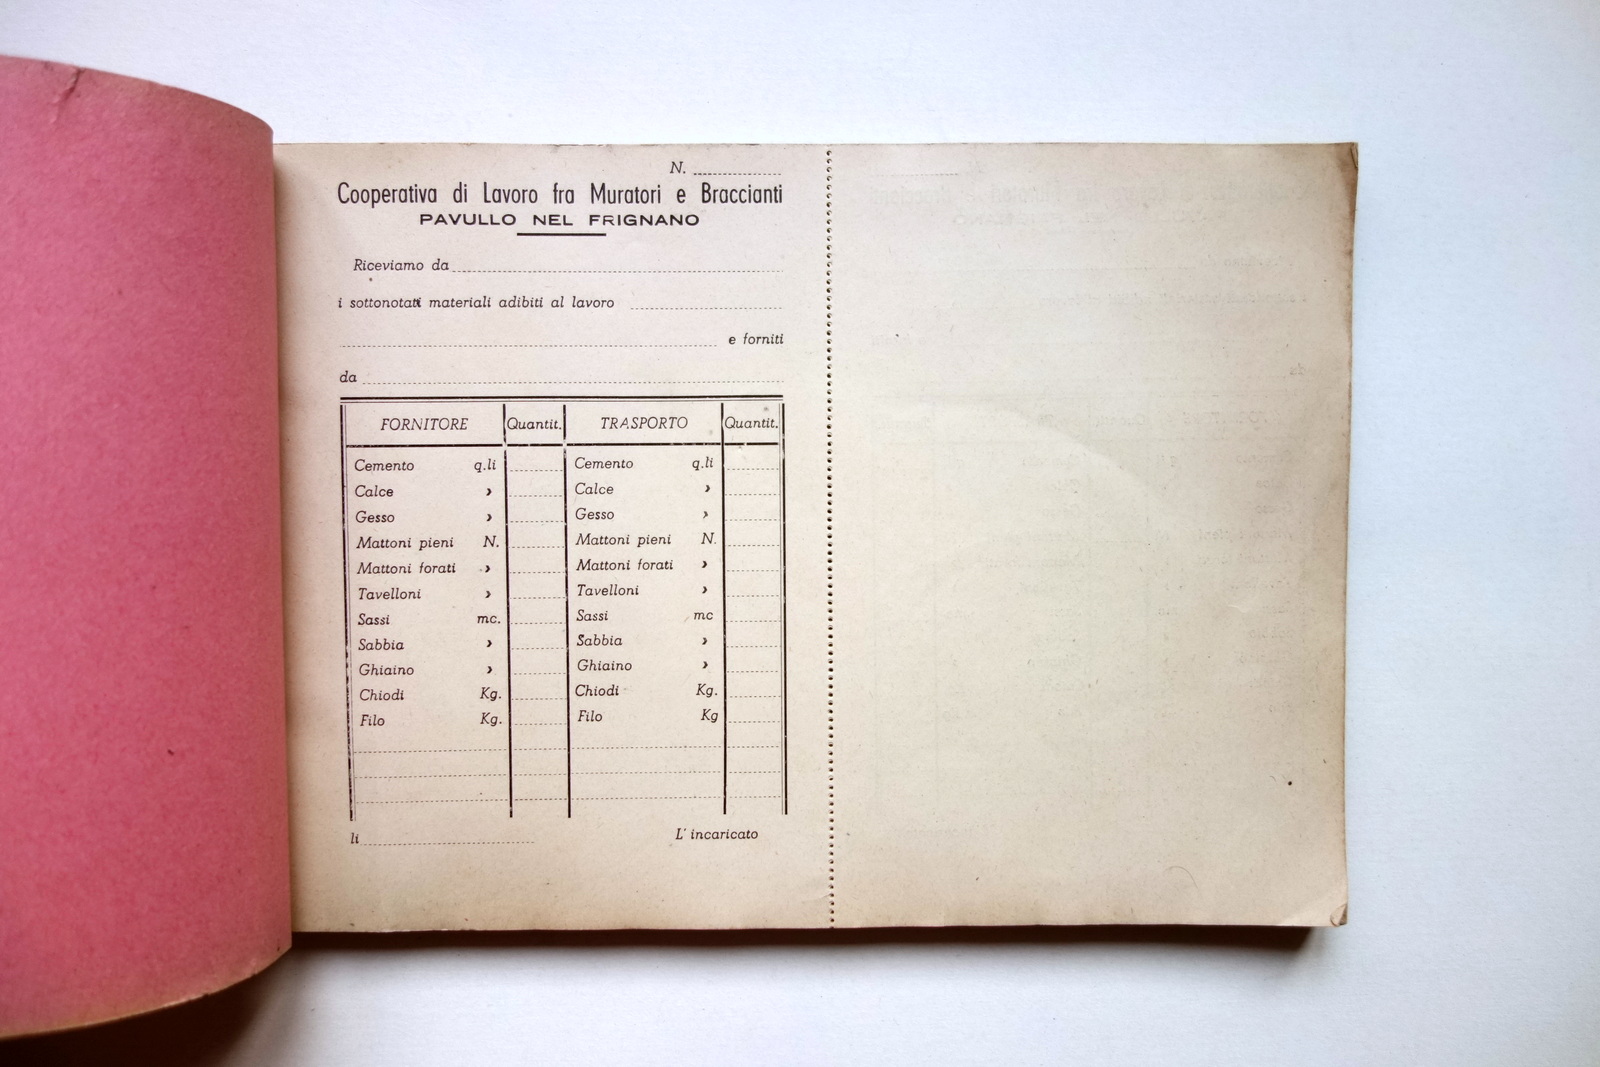 N.
Cooperativa di Lavoro fra Muratori e Braccianti
PAVULLO NEL FRIGNANO
Riceviamo da
i sottonotati materiali adibiti al lavoro
e forniti
da
FORNITORE Quantit. TRASPORTO Quantit.
Cemento q.li Cemento q.li
Calce » Calce »
Gesso » Gesso »
Mattoni pieni N. Mattoni pieni N.
Mattoni forati » Mattoni forati »
Tavelloni » Tavelloni »
Sassi mc. Sassi mc
Sabbia » Sabbia »
Ghiaino » Ghiaino »
Chiodi Kg. Chiodi Kg.
Filo Kg. Filo Kg
li L' incaricato